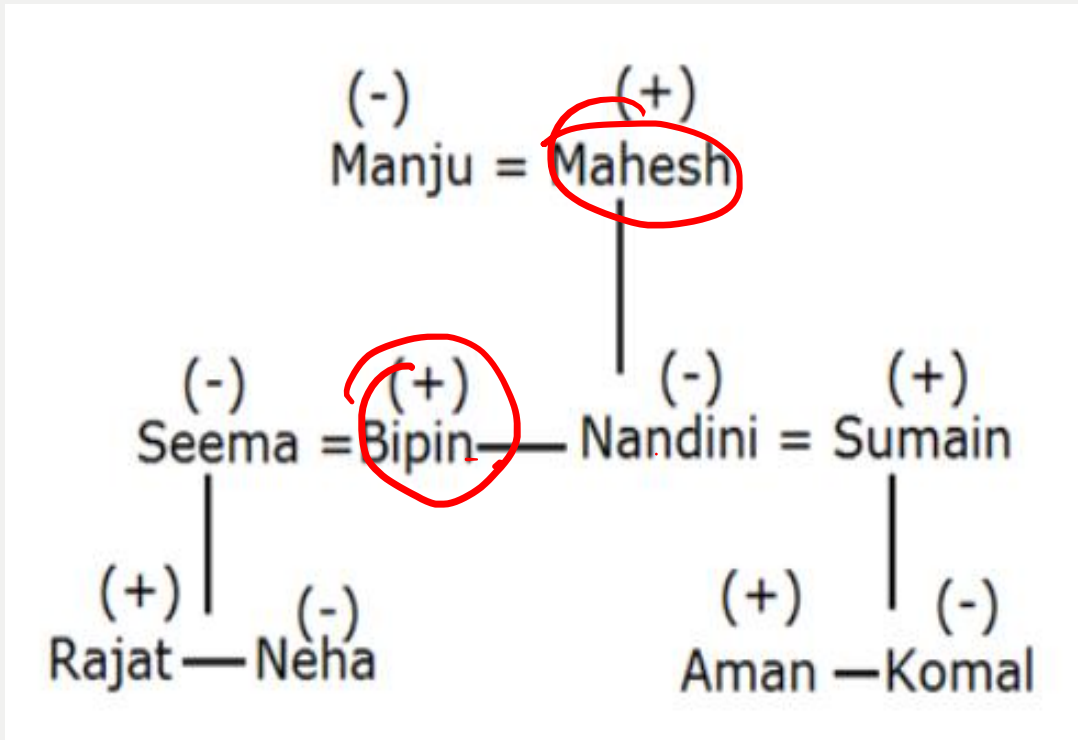 (-) (+)
Manju = Mahesh
(-) (+) (-) (+)
Seema =Bipin— Nandini = Sumain
(+) (-) (+) (-)
Rajat — Neha Aman —Komal